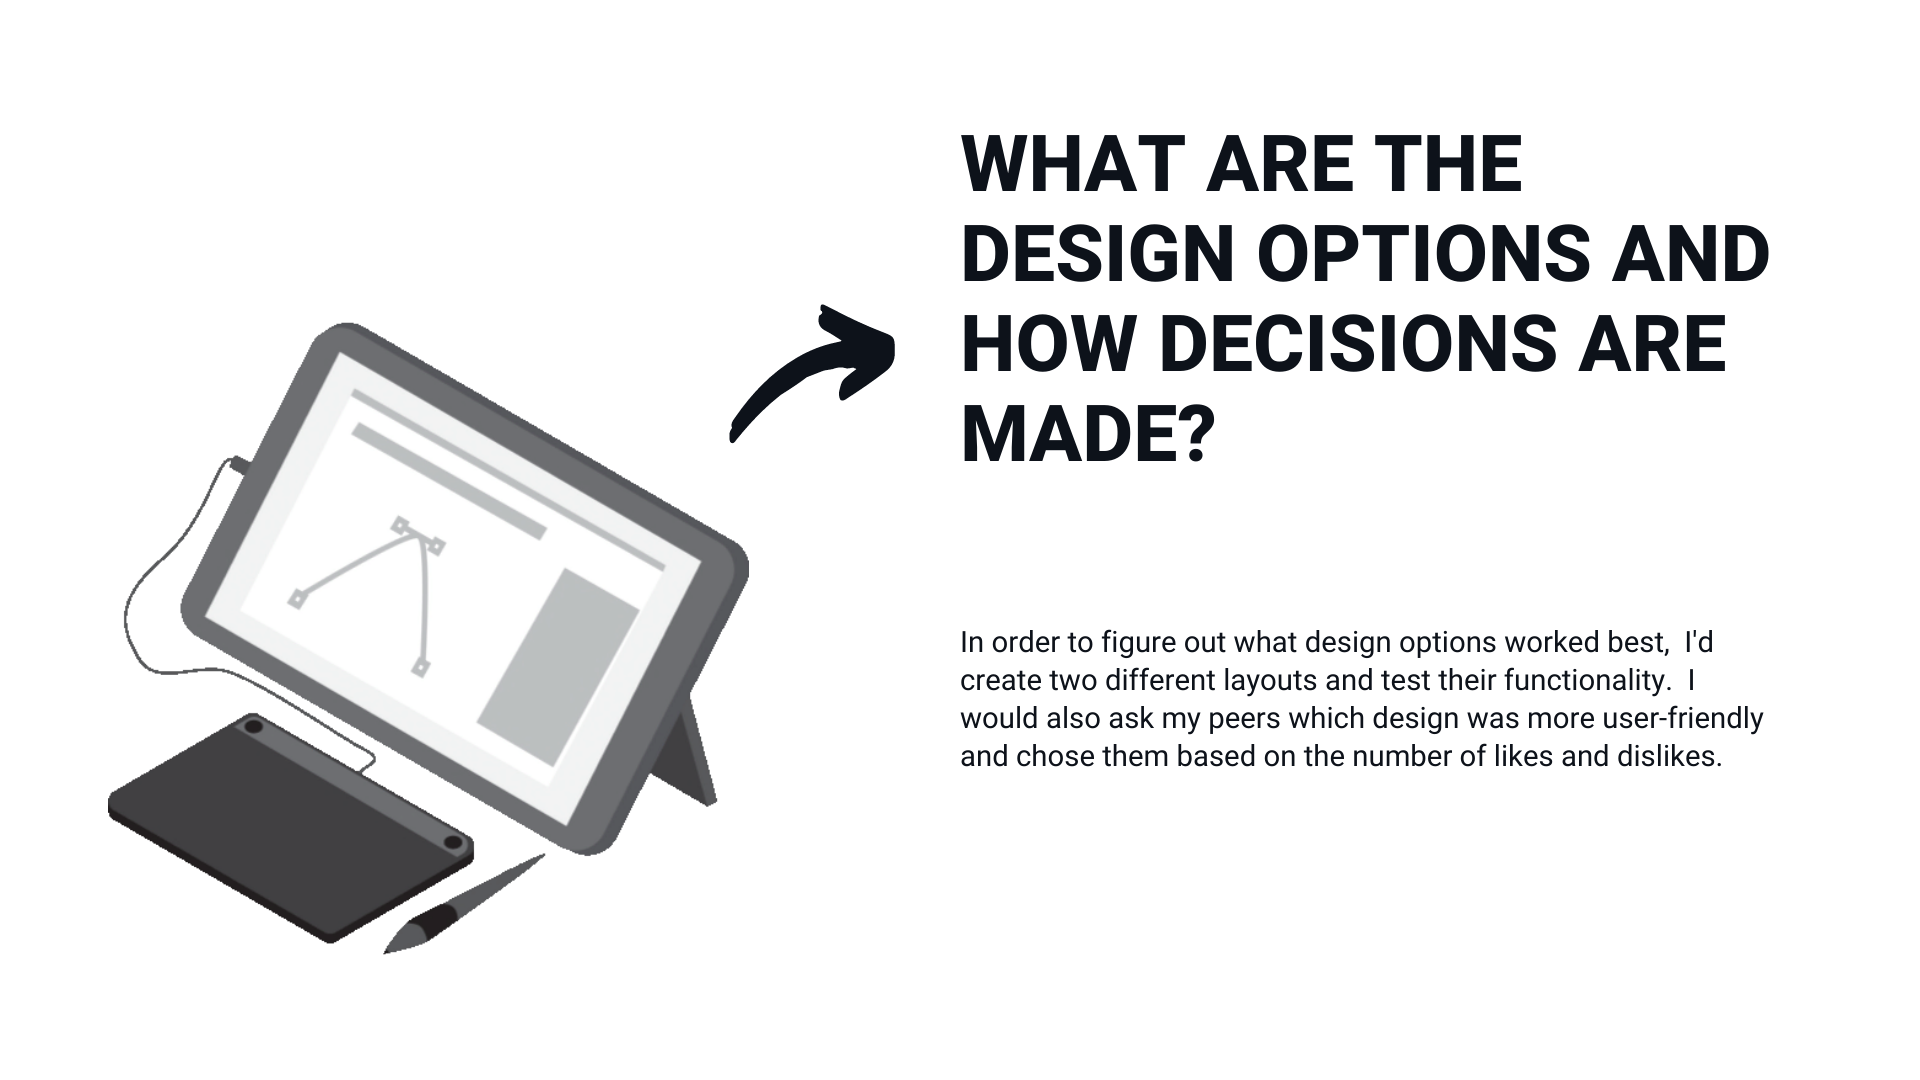 WHAT ARE THE
DESIGN OPTIONS AND
HOW DECISIONS ARE
MADE?
In order to figure out what design options worked best,  I'd
create two different layouts and test their functionality.  I
would also ask my peers which design was more user-friendly
and chose them based on the number of likes and dislikes.